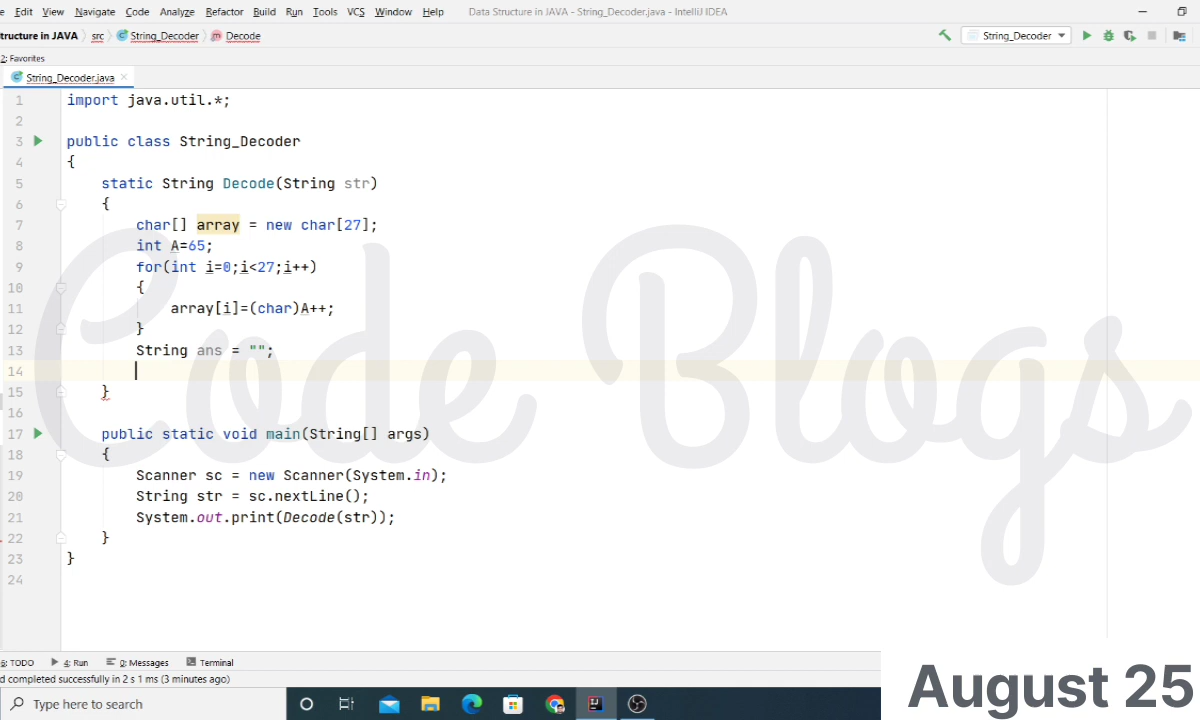 e Edit View Navigate Code Analyze Refactor Build Run Tools VCS Window Help Data Structure in JAVA - String_Decoder.java - IntelliJ IDEA
tructure in JAVA src String_Decoder Decode String_Decoder
2: Favorites
String_Decoder.java
1 import java.util.*;
2
3 public class String_Decoder
4 {
5 static String Decode(String str)
6 {
7 char[] array = new char[27];
8 int A=65;
9 for(int i=0;i<27;i++)
10 {
11 array[i]=(char)A++;
12 }
13 String ans = "";
14
15 }
16
17 public static void main(String[] args)
18 {
19 Scanner sc = new Scanner(System.in);
20 String str = sc.nextLine();
21 System.out.print(Decode(str));
22 }
23 }
24
Code Blogs
6: TODO 4: Run 0: Messages Terminal
d completed successfully in 2 s 1 ms (3 minutes ago)
Type here to search
August 25